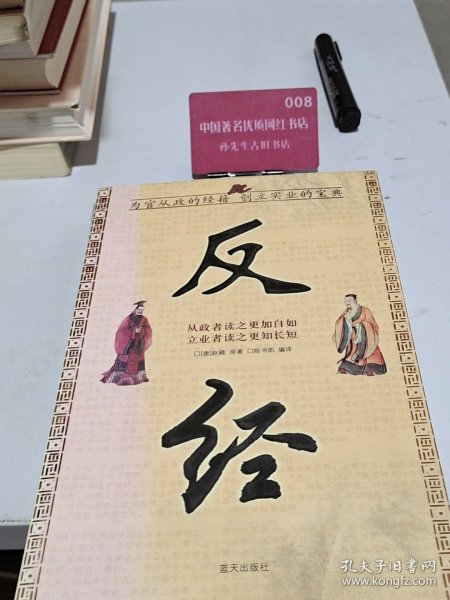 008
中国著名优质网红书店
孙先生古旧书店
为官从政的经籍 创立实业的宝典
反
从政者读之更加自如
立业者读之更知长短
□[唐]赵蕤 原著 □陈书凯 编译
经
蓝天出版社
孔夫子旧书网
www.kongfz.com